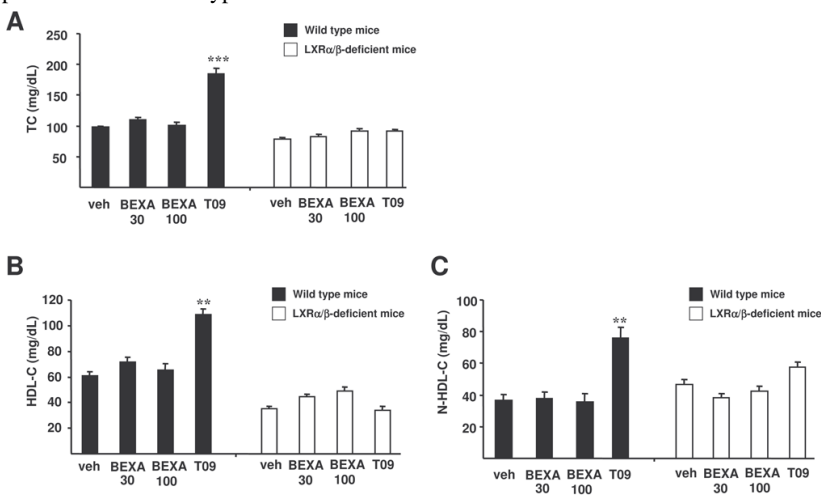 A
250
200
150
100
50
TC (mg/dL)
***
Wild type mice
LXRα/β-deficient mice
veh BEXA 30 BEXA 100 T09
veh BEXA 30 BEXA 100 T09
B
120
100
80
60
40
20
HDL-C (mg/dL)
**
Wild type mice
LXRα/β-deficient mice
veh BEXA 30 BEXA 100 T09
veh BEXA 30 BEXA 100 T09
C
100
80
60
40
20
N-HDL-C (mg/dL)
**
Wild type mice
LXRα/β-deficient mice
veh BEXA 30 BEXA 100 T09
veh BEXA 30 BEXA 100 T09